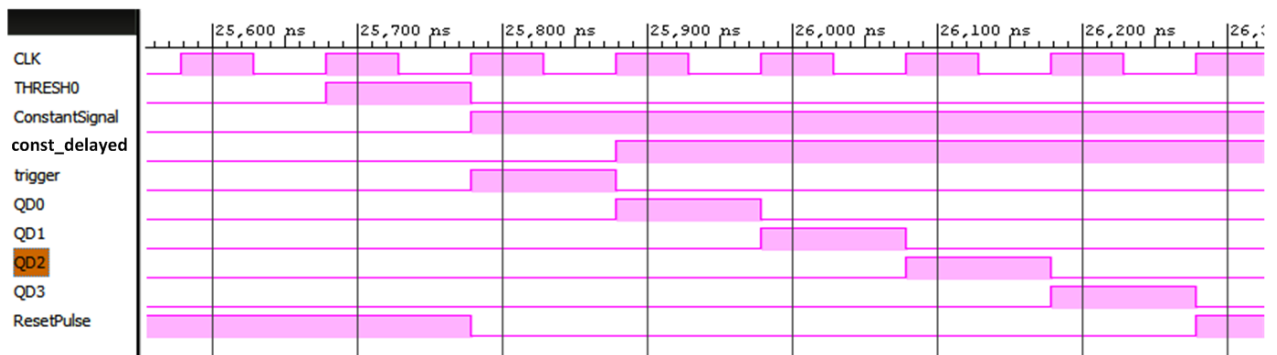 25,600 ns 25,700 ns 25,800 ns 25,900 ns 26,000 ns 26,100 ns 26,200 ns
CLK
THRESH0
ConstantSignal
const_delayed
trigger
QD0
QD1
QD2
QD3
ResetPulse